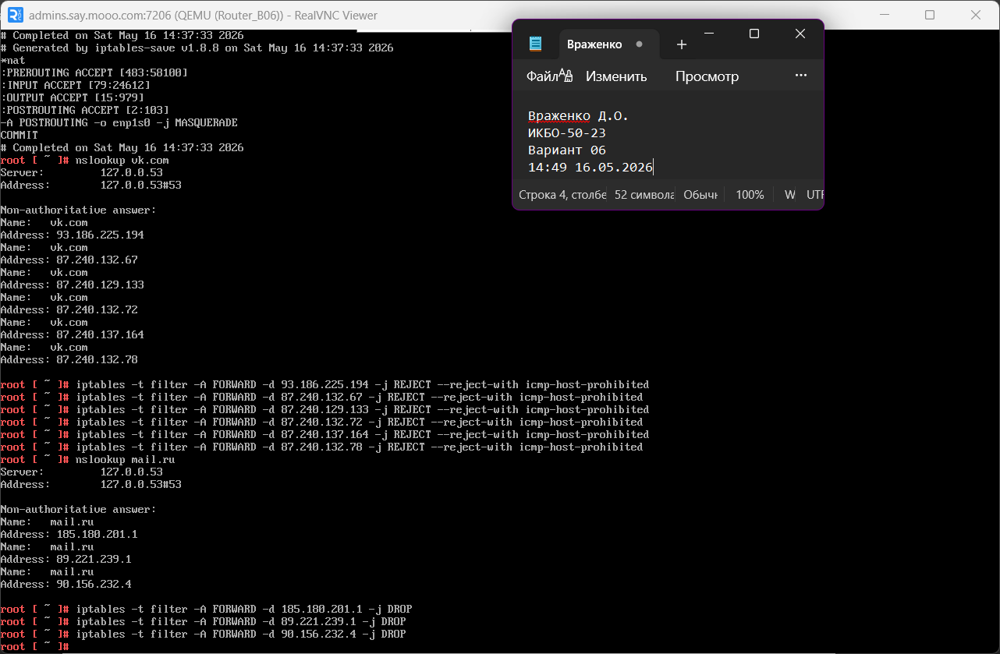 admins.say.mooo.com:7206 (QEMU (Router_B06)) - RealVNC Viewer
# Completed on Sat May 16 14:37:33 2026
# Generated by iptables-save v1.8.8 on Sat May 16 14:37:33 2026
*nat
:PREROUTING ACCEPT [483:58100]
:INPUT ACCEPT [79:24612]
:OUTPUT ACCEPT [15:979]
:POSTROUTING ACCEPT [2:103]
-A POSTROUTING -o enp1s0 -j MASQUERADE
COMMIT
# Completed on Sat May 16 14:37:33 2026
root [ ~ ]# nslookup vk.com
Server: 127.0.0.53
Address: 127.0.0.53#53
Non-authoritative answer:
Name: vk.com
Address: 93.186.225.194
Name: vk.com
Address: 87.240.132.67
Name: vk.com
Address: 87.240.129.133
Name: vk.com
Address: 87.240.132.72
Name: vk.com
Address: 87.240.137.164
Name: vk.com
Address: 87.240.132.78
root [ ~ ]# iptables -t filter -A FORWARD -d 93.186.225.194 -j REJECT --reject-with icmp-host-prohibited
root [ ~ ]# iptables -t filter -A FORWARD -d 87.240.132.67 -j REJECT --reject-with icmp-host-prohibited
root [ ~ ]# iptables -t filter -A FORWARD -d 87.240.129.133 -j REJECT --reject-with icmp-host-prohibited
root [ ~ ]# iptables -t filter -A FORWARD -d 87.240.132.72 -j REJECT --reject-with icmp-host-prohibited
root [ ~ ]# iptables -t filter -A FORWARD -d 87.240.137.164 -j REJECT --reject-with icmp-host-prohibited
root [ ~ ]# iptables -t filter -A FORWARD -d 87.240.132.78 -j REJECT --reject-with icmp-host-prohibited
root [ ~ ]# nslookup mail.ru
Server: 127.0.0.53
Address: 127.0.0.53#53
Non-authoritative answer:
Name: mail.ru
Address: 185.180.201.1
Name: mail.ru
Address: 89.221.239.1
Name: mail.ru
Address: 90.156.232.4
root [ ~ ]# iptables -t filter -A FORWARD -d 185.180.201.1 -j DROP
root [ ~ ]# iptables -t filter -A FORWARD -d 89.221.239.1 -j DROP
root [ ~ ]# iptables -t filter -A FORWARD -d 90.156.232.4 -j DROP
root [ ~ ]#
Враженко
Файл Изменить Просмотр ...
Враженко Д.О.
ИКБО-50-23
Вариант 06
14:49 16.05.2026
Строка 4, столбе 52 символа Обычн 100% W UTF